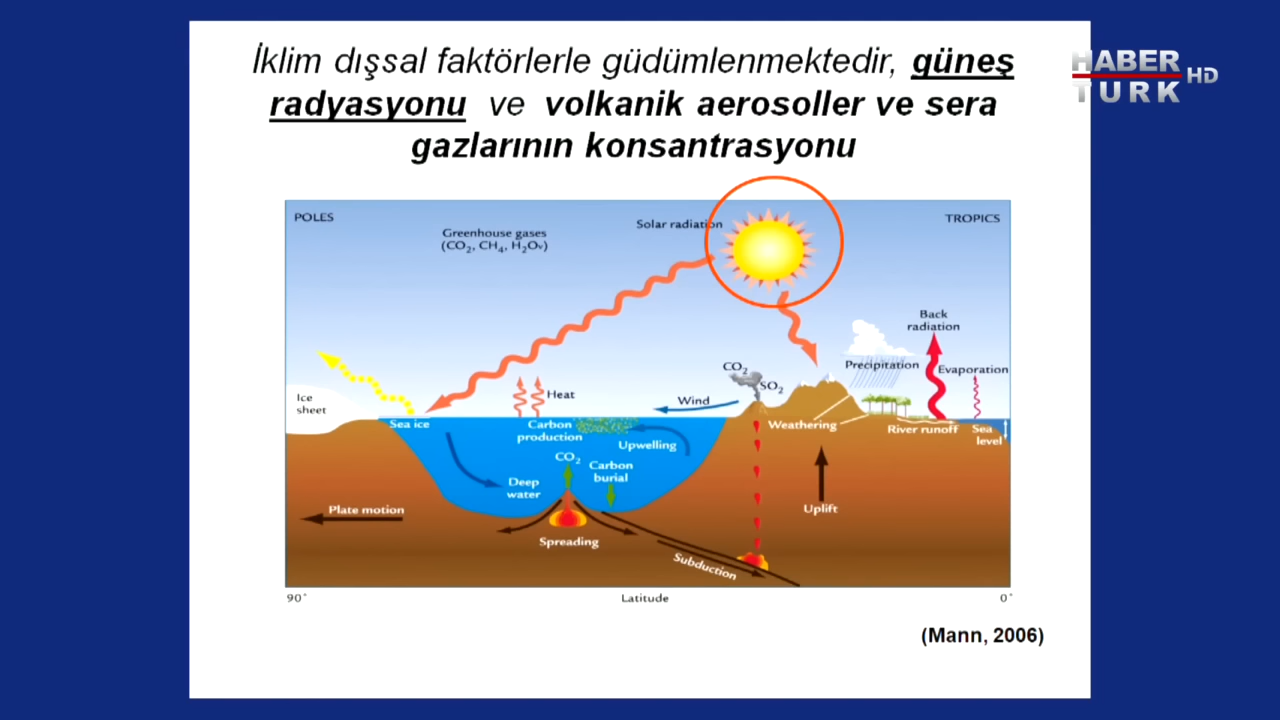 İklim dışsal faktörlerle güdümlenmektedir, güneş
radyasyonu ve volkanik aerosoller ve sera
gazlarının konsantrasyonu
HABER
TURK HD
POLES
Greenhouse gases
(CO₂, CH₄, H₂Oᵥ)
Solar radiation
TROPICS
Back
radiation
CO₂
SO₂
Precipitation
Evaporation
Ice
sheet
Heat
Wind
Sea ice
Carbon
production
Upwelling
Weathering
River runoff
Sea
level
CO₂
Carbon
burial
Deep
water
Plate motion
Uplift
Spreading
Subduction
90°
Latitude
0°
(Mann, 2006)